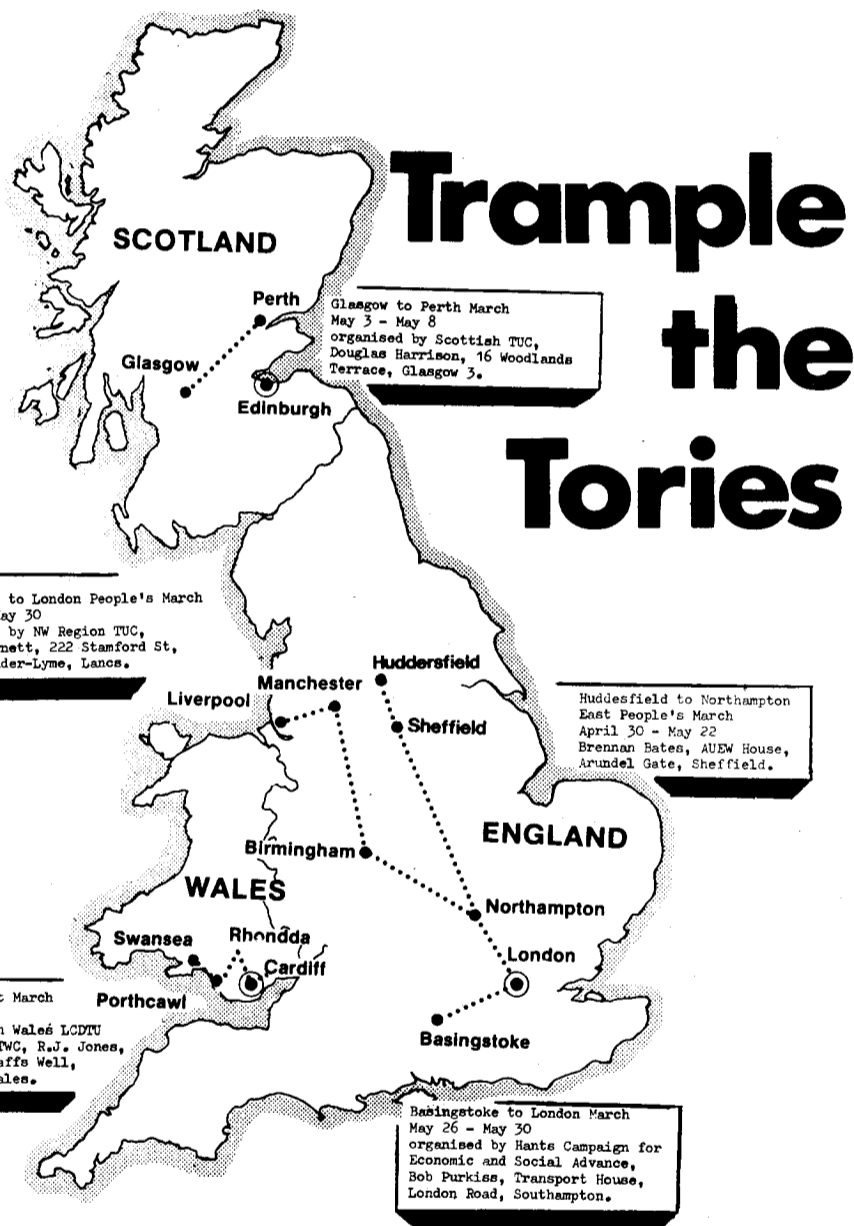 Trample
the
Tories
SCOTLAND
Perth
Glasgow
Edinburgh
Glasgow to Perth March
May 3 - May 8
organised by Scottish TUC,
Douglas Harrison, 16 Woodlands
Terrace, Glasgow 3.
to London People's March
ay 30
by NW Region TUC,
nett, 222 Stamford St,
der-Lyme, Lancs.
Huddersfield
Manchester
Liverpool
Sheffield
Huddesfield to Northampton
East People's March
April 30 - May 22
Brennan Bates, AUEW House,
Arundel Gate, Sheffield.
ENGLAND
Birmingham
WALES
Northampton
Swansea
Rhondda
London
Cardiff
Porthcawl
Basingstoke
t March
n Wales LCDTU
TWC, R.J. Jones,
affs Well,
ales.
Basingstoke to London March
May 26 - May 30
organised by Hants Campaign for
Economic and Social Advance,
Bob Purkiss, Transport House,
London Road, Southampton.